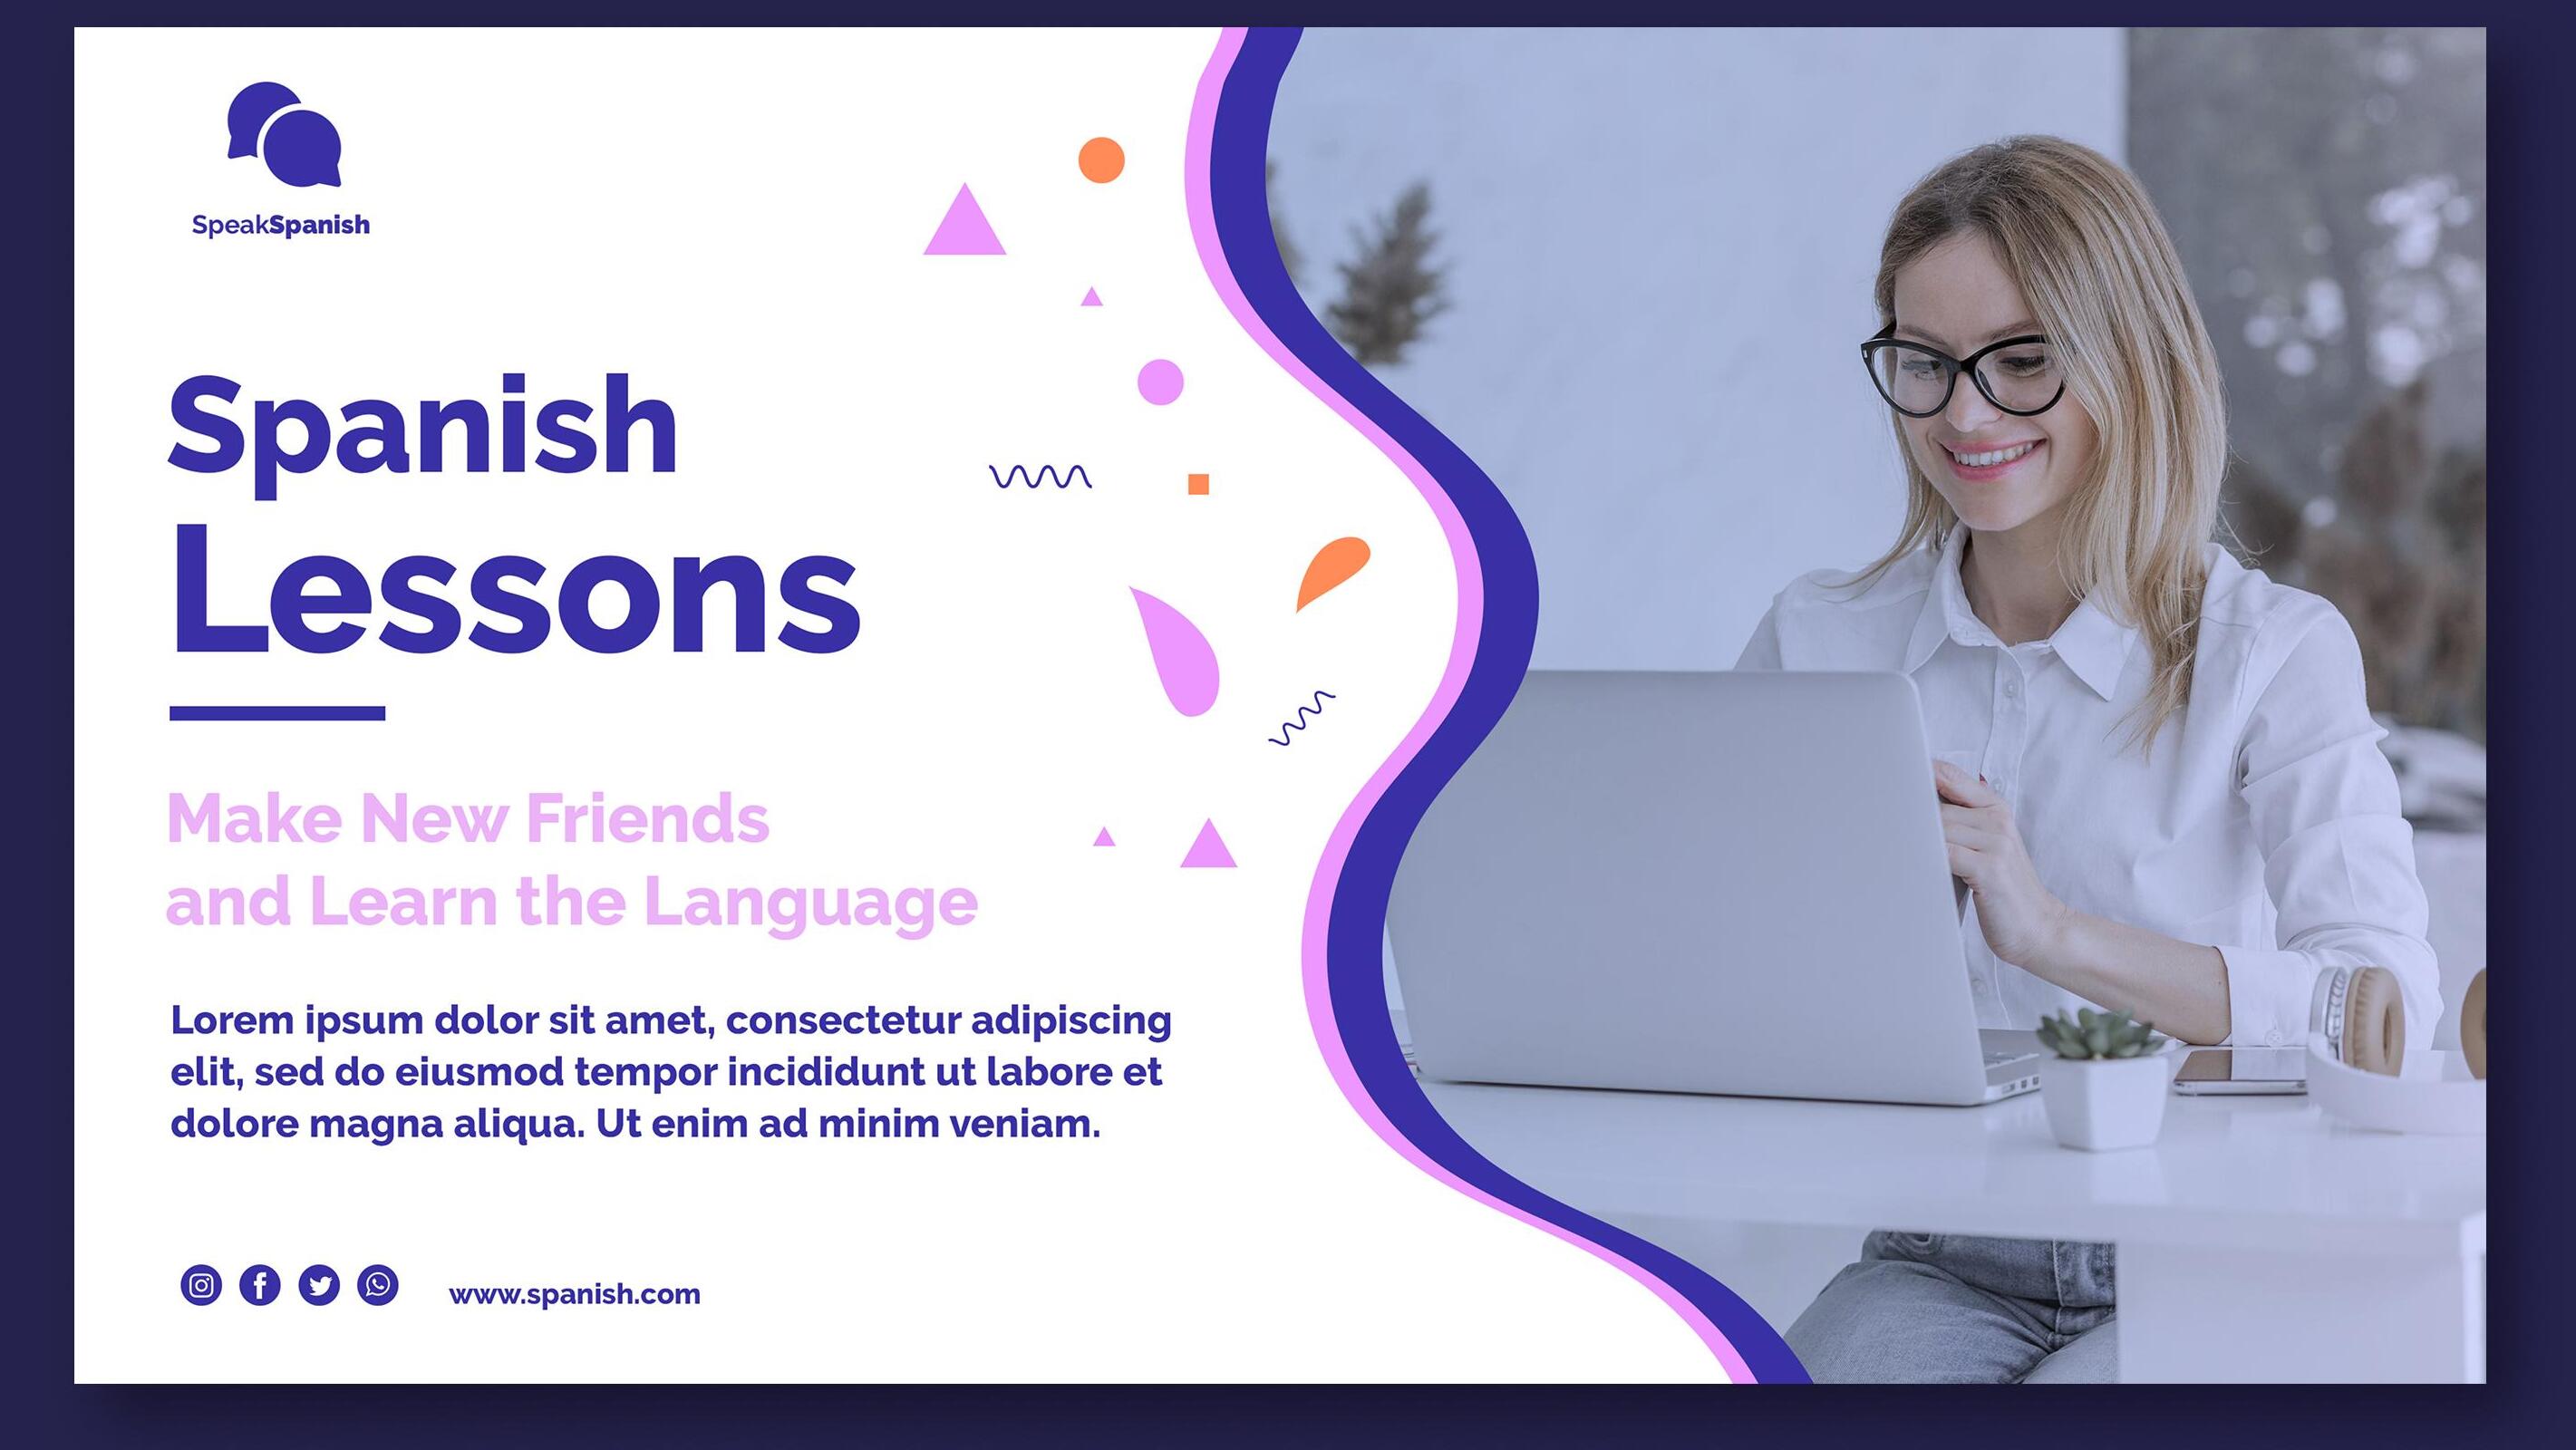 SpeakSpanish
Spanish
Lessons
Make New Friends
and Learn the Language
Lorem ipsum dolor sit amet, consectetur adipiscing
elit, sed do eiusmod tempor incididunt ut labore et
dolore magna aliqua. Ut enim ad minim veniam.
www.spanish.com